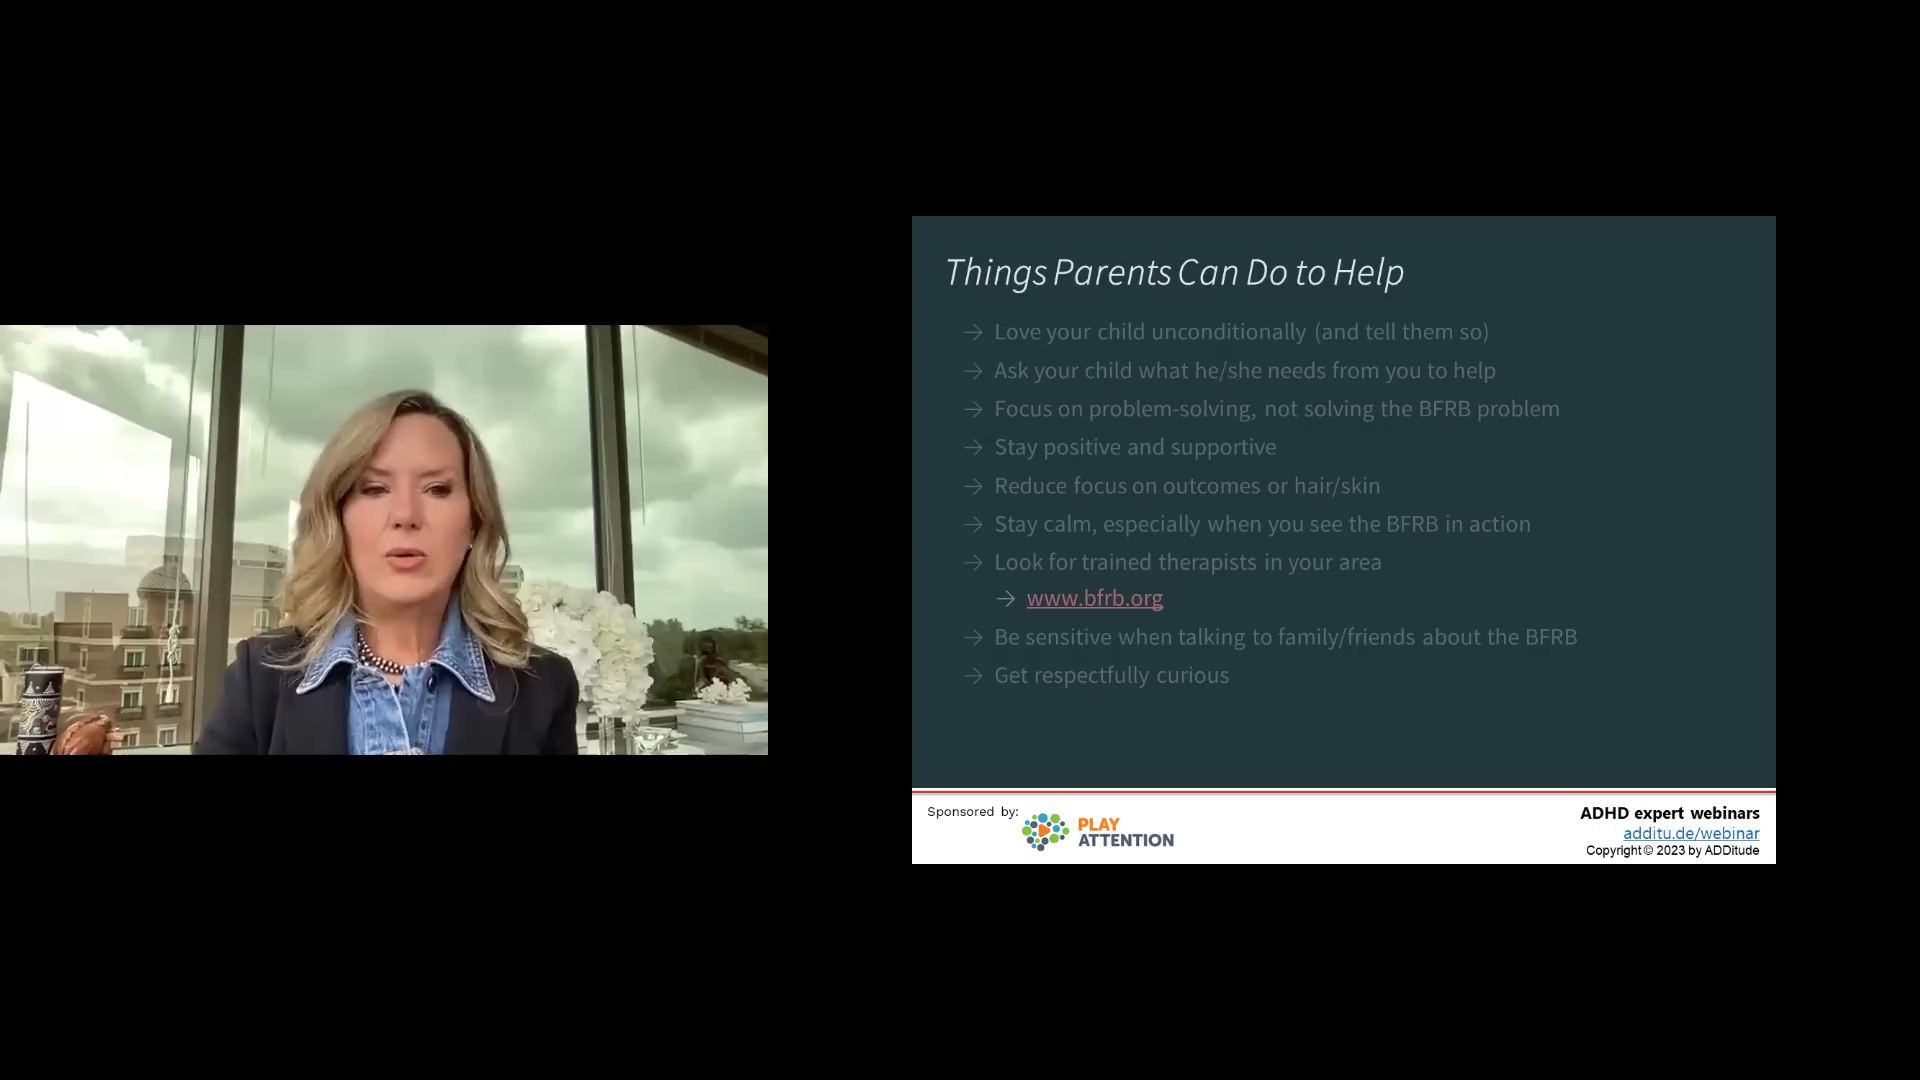 Things Parents Can Do to Help
→ Love your child unconditionally (and tell them so)
→ Ask your child what he/she needs from you to help
→ Focus on problem-solving, not solving the BFRB problem
→ Stay positive and supportive
→ Reduce focus on outcomes or hair/skin
→ Stay calm, especially when you see the BFRB in action
→ Look for trained therapists in your area
→ www.bfrb.org
→ Be sensitive when talking to family/friends about the BFRB
→ Get respectfully curious
Sponsored by:
PLAY
ATTENTION
ADHD expert webinars
additu.de/webinar
Copyright © 2023 by ADDitude